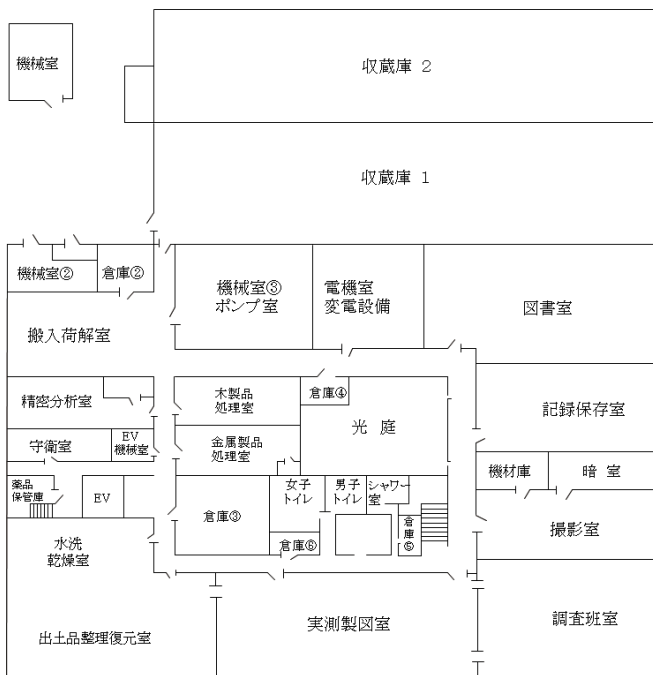 機械室
収蔵庫 2
収蔵庫 1
機械室②
倉庫②
機械室③
ポンプ室
電機室
変電設備
図書室
搬入荷解室
精密分析室
木製品
処理室
倉庫④
光 庭
記録保存室
守衛室
EV
機械室
金属製品
処理室
機材庫
暗 室
薬品
保管庫
EV
倉庫③
女子
トイレ
男子
トイレ
シャワー
室
倉庫⑤
倉庫⑥
撮影室
水洗
乾燥室
出土品整理復元室
実測製図室
調査班室